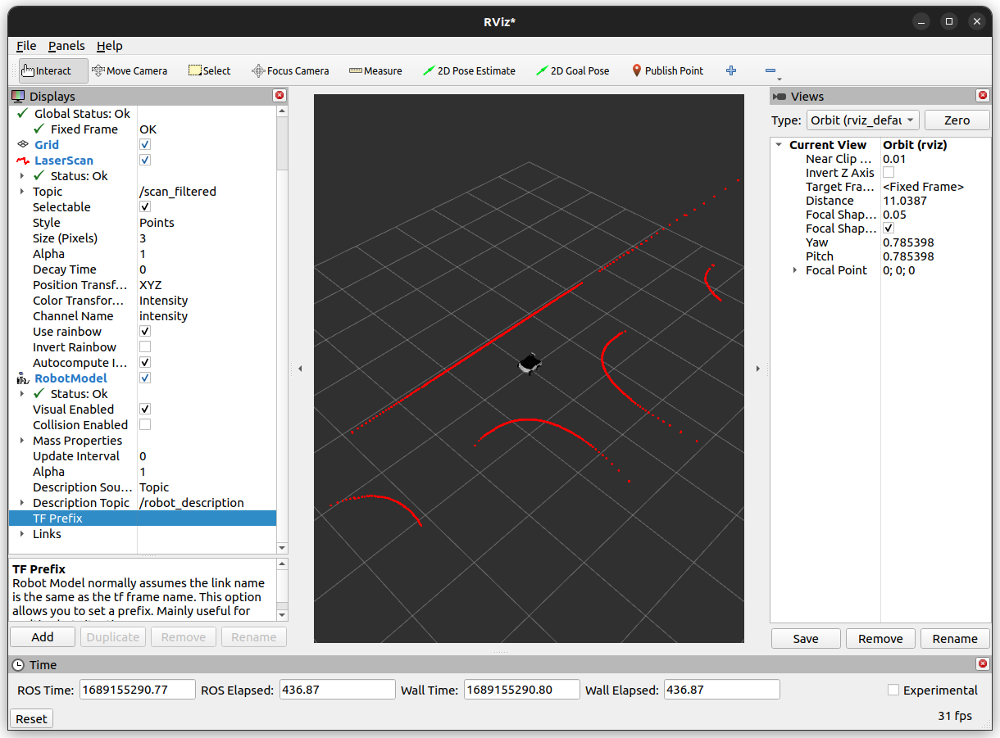 RViz*
File Panels Help
Interact Move Camera Select Focus Camera Measure 2D Pose Estimate 2D Goal Pose Publish Point
Displays
Global Status: Ok
Fixed Frame OK
Grid
LaserScan
Status: Ok
Topic /scan_filtered
Selectable
Style Points
Size (Pixels) 3
Alpha 1
Decay Time 0
Position Transf... XYZ
Color Transfor... Intensity
Channel Name intensity
Use rainbow
Invert Rainbow
Autocompute I...
RobotModel
Status: Ok
Visual Enabled
Collision Enabled
Mass Properties
Update Interval 0
Alpha 1
Description Sou... Topic
Description Topic /robot_description
TF Prefix
Links
TF Prefix
Robot Model normally assumes the link name
is the same as the tf frame name. This option
allows you to set a prefix. Mainly useful for
Add Duplicate Remove Rename
Views
Type: Orbit (rviz_defau Zero
Current View Orbit (rviz)
Near Clip ... 0.01
Invert Z Axis
Target Fra... <Fixed Frame>
Distance 11.0387
Focal Shap... 0.05
Focal Shap...
Yaw 0.785398
Pitch 0.785398
Focal Point 0; 0; 0
Save Remove Rename
Time
ROS Time: 1689155290.77 ROS Elapsed: 436.87 Wall Time: 1689155290.80 Wall Elapsed: 436.87 Experimental
Reset 31 fps